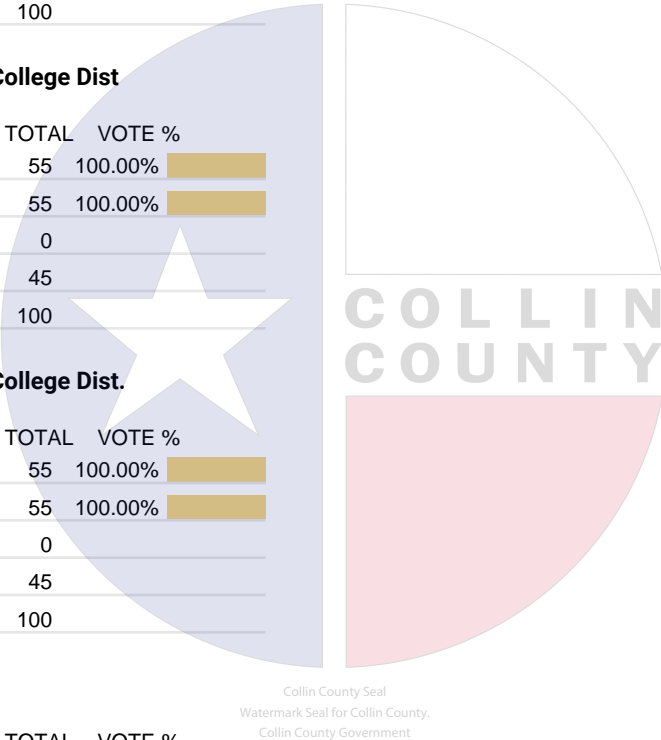 100
College Dist
TOTAL VOTE %
55 100.00%
55 100.00%
0
45
100
COLLIN
COUNTY
College Dist.
TOTAL VOTE %
55 100.00%
55 100.00%
0
45
100
Collin County Seal
Watermark Seal for Collin County.
Collin County Government
TOTAL VOTE %